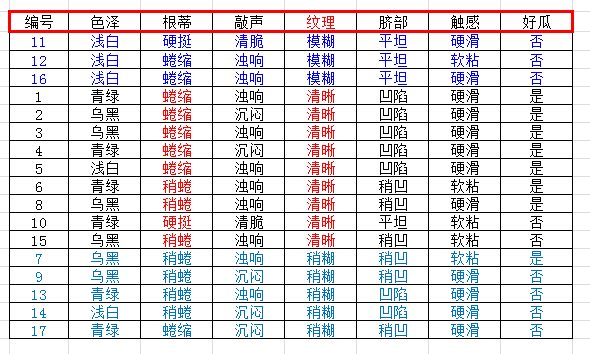 编号 色泽 根蒂 敲声 纹理 脐部 触感 好瓜
11 浅白 硬挺 清脆 模糊 平坦 硬滑 否
12 浅白 蜷缩 浊响 模糊 平坦 软粘 否
16 浅白 蜷缩 浊响 模糊 平坦 硬滑 否
1 青绿 蜷缩 浊响 清晰 凹陷 硬滑 是
2 乌黑 蜷缩 沉闷 清晰 凹陷 硬滑 是
3 乌黑 蜷缩 浊响 清晰 凹陷 硬滑 是
4 青绿 蜷缩 沉闷 清晰 凹陷 硬滑 是
5 浅白 蜷缩 浊响 清晰 凹陷 硬滑 是
6 青绿 稍蜷 浊响 清晰 稍凹 软粘 是
8 乌黑 稍蜷 浊响 清晰 稍凹 硬滑 是
10 青绿 硬挺 清脆 清晰 平坦 软粘 否
15 乌黑 稍蜷 浊响 清晰 稍凹 软粘 否
7 乌黑 稍蜷 浊响 稍糊 稍凹 软粘 是
9 乌黑 稍蜷 沉闷 稍糊 稍凹 硬滑 否
13 青绿 稍蜷 浊响 稍糊 凹陷 硬滑 否
14 浅白 稍蜷 沉闷 稍糊 凹陷 硬滑 否
17 青绿 蜷缩 沉闷 稍糊 稍凹 硬滑 否